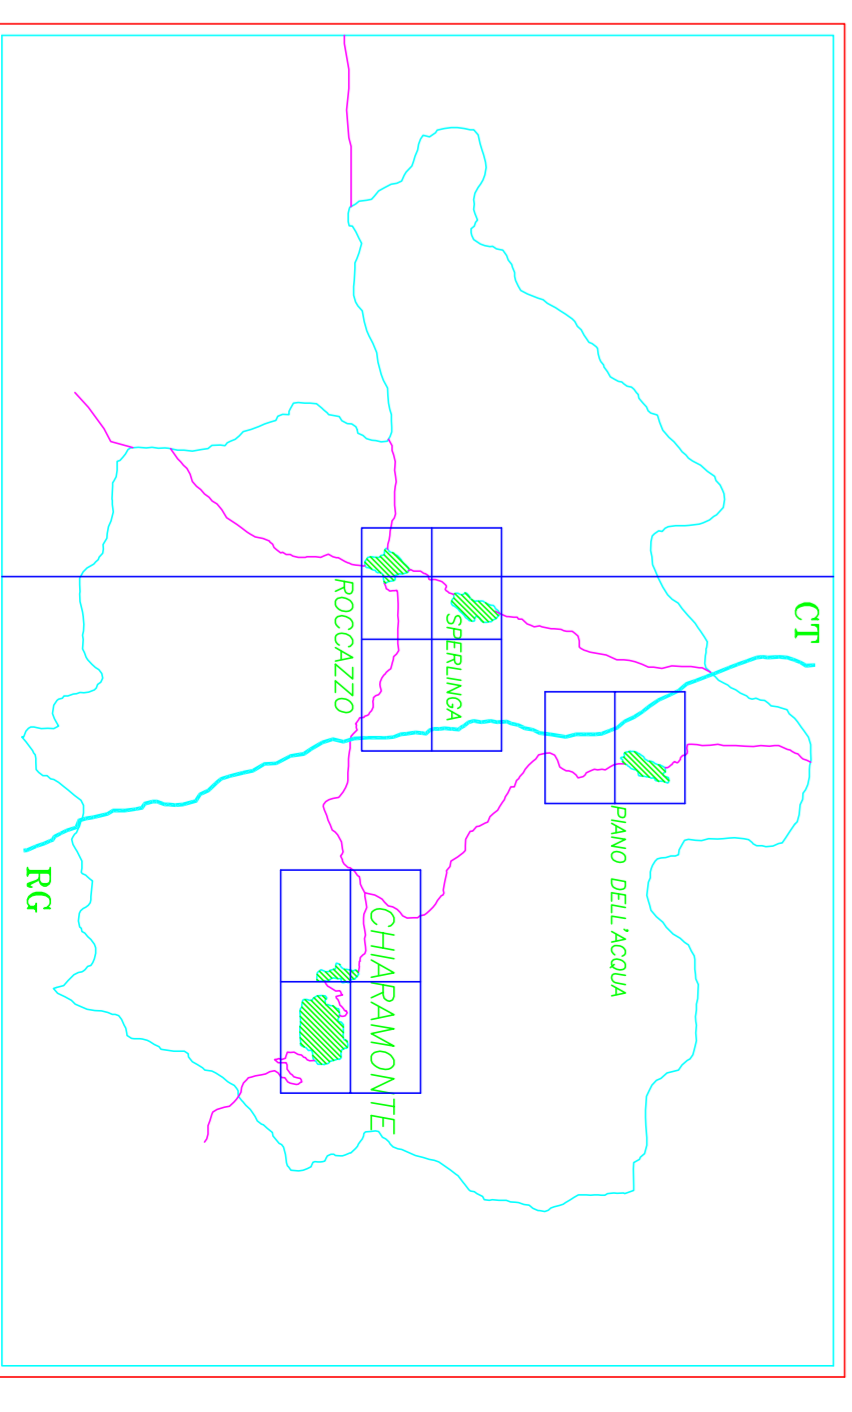 CT
PIANO DELL'ACQUA
SPERLINGA
CHIARAMONTE
ROCCAZZO
RG